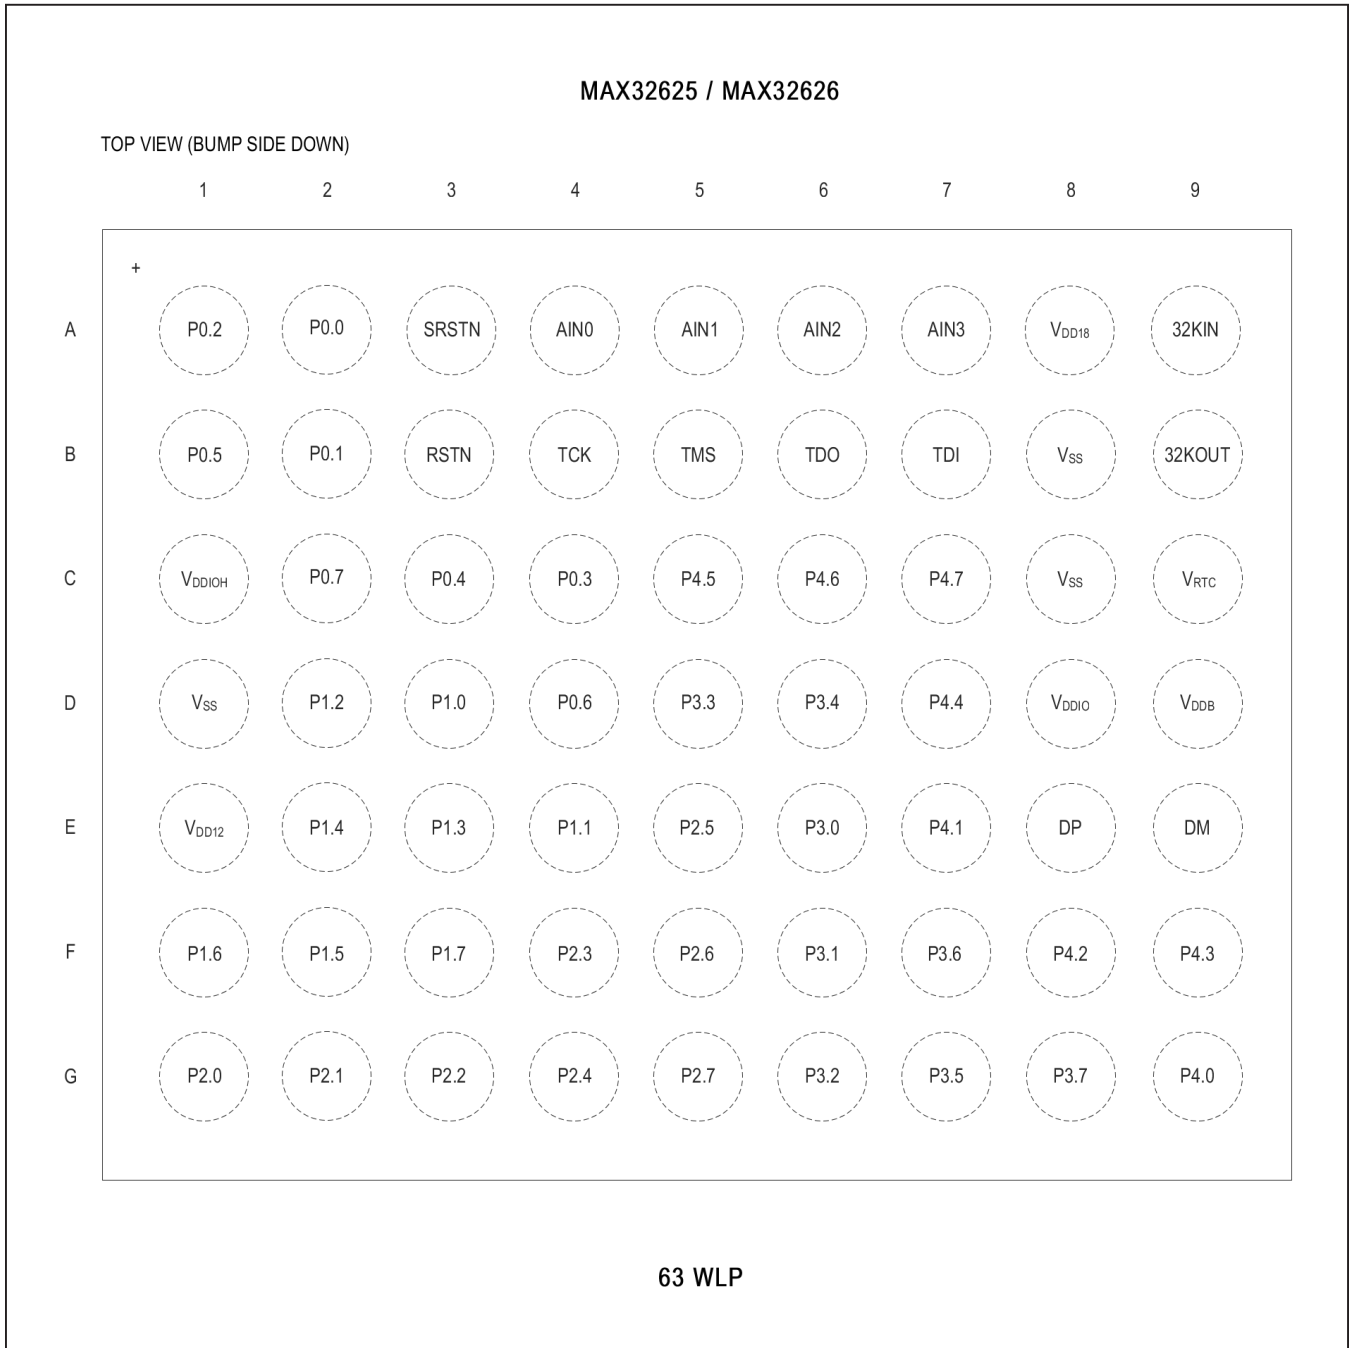 MAX32625 / MAX32626
TOP VIEW (BUMP SIDE DOWN)
1 2 3 4 5 6 7 8 9
+
A P0.2 P0.0 SRSTN AIN0 AIN1 AIN2 AIN3 VDD18 32KIN
B P0.5 P0.1 RSTN TCK TMS TDO TDI VSS 32KOUT
C VDDIOH P0.7 P0.4 P0.3 P4.5 P4.6 P4.7 VSS VRTC
D VSS P1.2 P1.0 P0.6 P3.3 P3.4 P4.4 VDDIO VDDB
E VDD12 P1.4 P1.3 P1.1 P2.5 P3.0 P4.1 DP DM
F P1.6 P1.5 P1.7 P2.3 P2.6 P3.1 P3.6 P4.2 P4.3
G P2.0 P2.1 P2.2 P2.4 P2.7 P3.2 P3.5 P3.7 P4.0
63 WLP